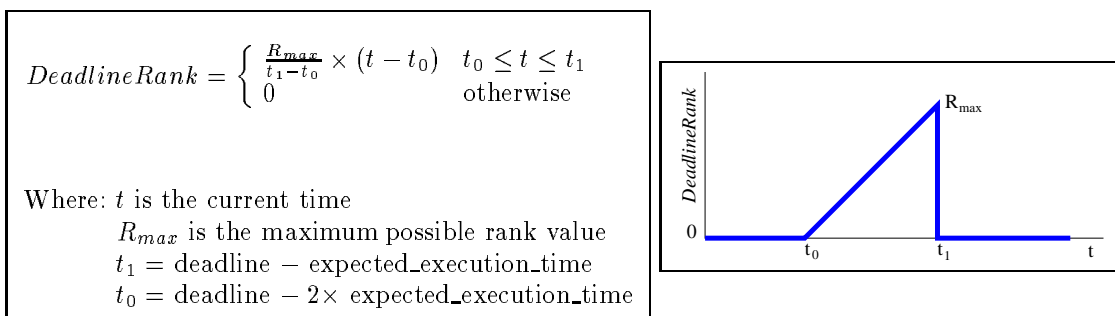 DeadlineRank = { R_max / (t_1 − t_0) × (t − t_0)   t_0 ≤ t ≤ t_1
0   otherwise
Where: t is the current time
R_max is the maximum possible rank value
t_1 = deadline − expected_execution_time
t_0 = deadline − 2× expected_execution_time
DeadlineRank
R_max
0
t_0
t_1
t